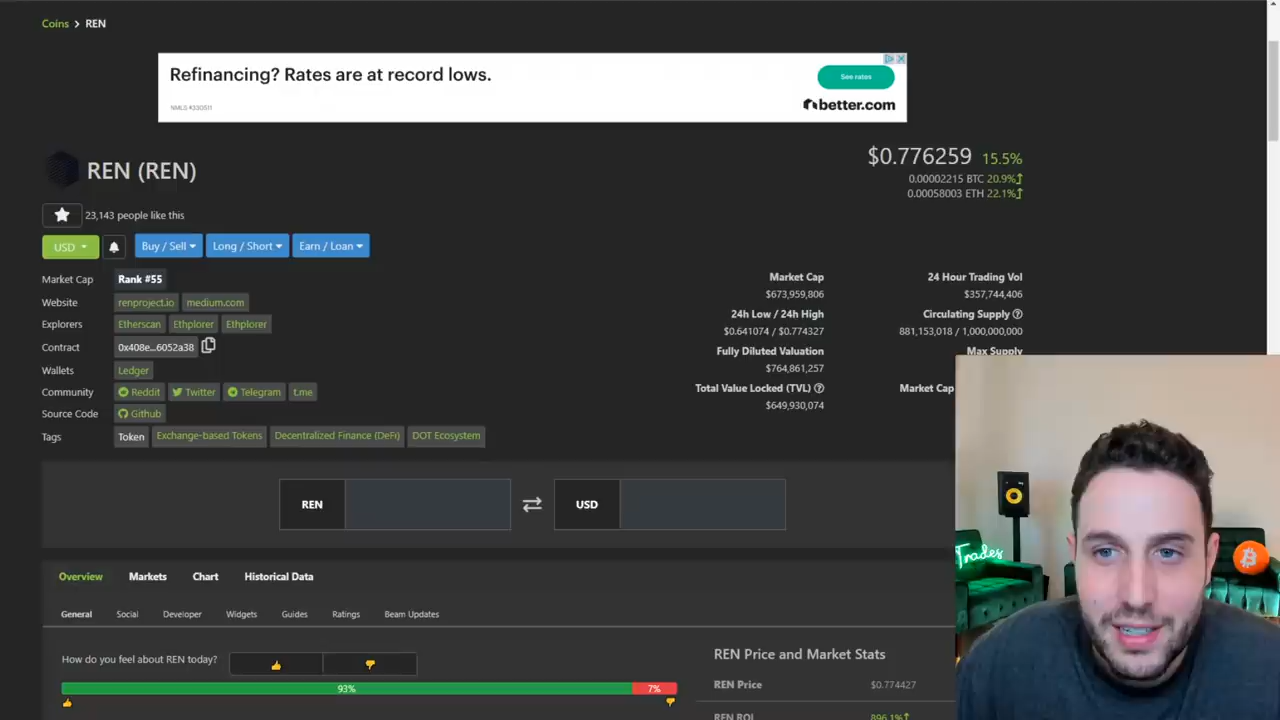 Coins > REN
Refinancing? Rates are at record lows.
See rates
NMLS #330511
better.com
REN (REN)
$0.776259 15.5%
0.00002215 BTC 20.9%
0.00058003 ETH 22.1%
23,143 people like this
USD
Buy / Sell
Long / Short
Earn / Loan
Market Cap Rank #55
Website renproject.io medium.com
Explorers Etherscan Ethplorer Ethplorer
Contract 0x408e...6052a38
Wallets Ledger
Community Reddit Twitter Telegram t.me
Source Code Github
Tags Token Exchange-based Tokens Decentralized Finance (DeFi) DOT Ecosystem
Market Cap
$673,959,806
24h Low / 24h High
$0.641074 / $0.774327
Fully Diluted Valuation
$764,861,257
Total Value Locked (TVL)
$649,930,074
24 Hour Trading Vol
$357,744,406
Circulating Supply
881,153,018 / 1,000,000,000
Max Supply
Market Cap
REN
USD
Trades
Overview Markets Chart Historical Data
General Social Developer Widgets Guides Ratings Beam Updates
How do you feel about REN today?
93% 7%
REN Price and Market Stats
REN Price $0.774427
REN ROI 896.1%